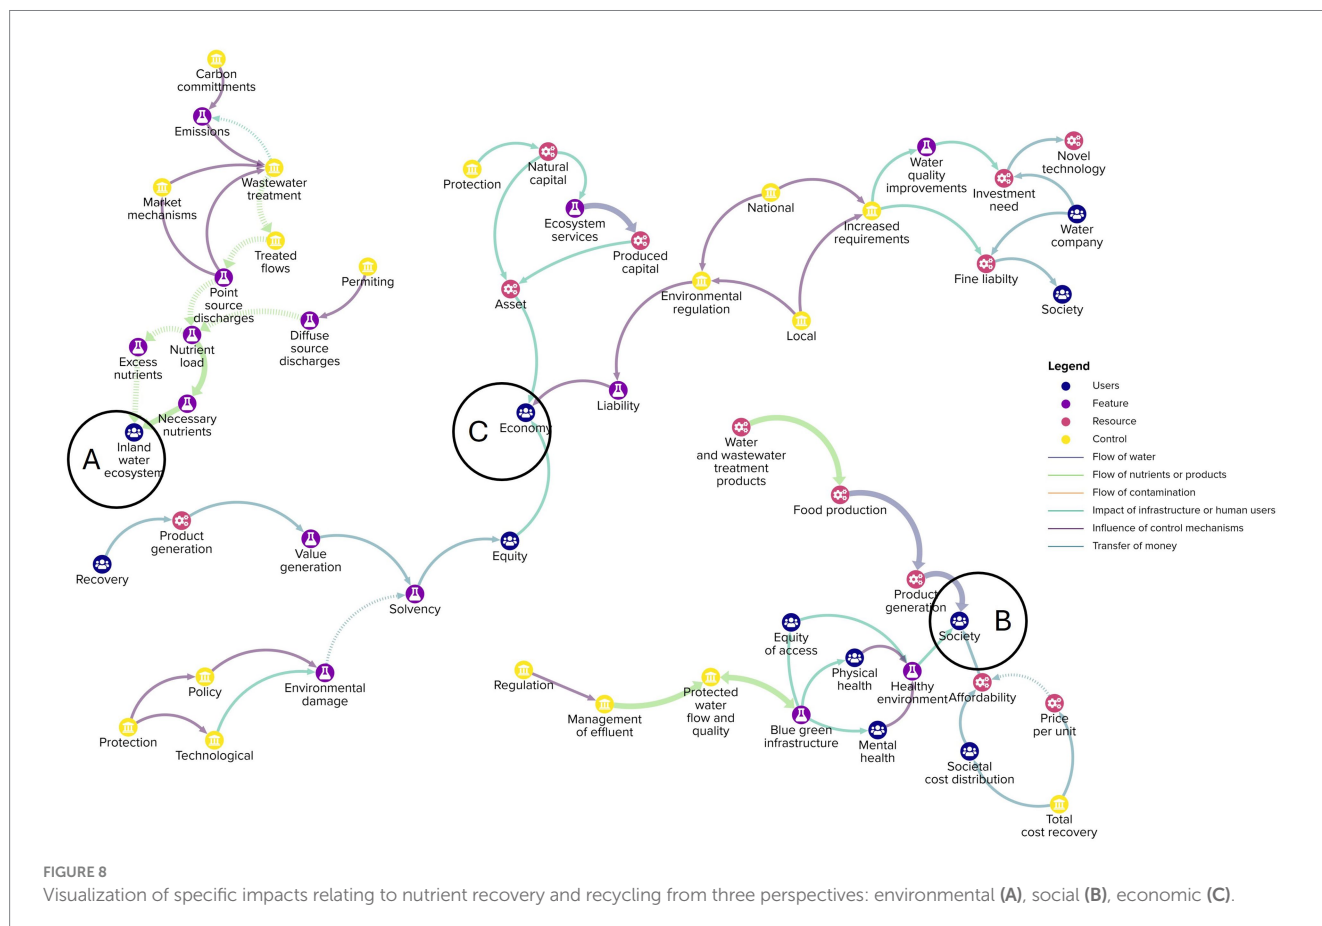 Carbon
committments
Emissions
Wastewater
treatment
Market
mechanisms
Treated
flows
Permiting
Point
source
discharges
Diffuse
source
discharges
Nutrient
load
Excess
nutrients
Necessary
nutrients
A
Inland
water
ecosystem
Protection
Natural
capital
Ecosystem
services
Produced
capital
Asset
National
Increased
requirements
Environmental
regulation
Local
Liability
C
Economy
Water
quality
improvements
Investment
need
Novel
technology
Water
company
Fine liabilty
Society
Legend
Users
Feature
Resource
Control
Flow of water
Flow of nutrients or products
Flow of contamination
Impact of infrastructure or human users
Influence of control mechanisms
Transfer of money
Recovery
Product
generation
Value
generation
Solvency
Equity
Policy
Protection
Technological
Environmental
damage
Water
and wastewater
treatment
products
Food production
Product
generation
Society
B
Equity
of access
Physical
health
Healthy
environment
Affordability
Price
per unit
Regulation
Management
of effluent
Protected
water
flow and
quality
Blue green
infrastructure
Mental
health
Societal
cost distribution
Total
cost recovery
FIGURE 8
Visualization of specific impacts relating to nutrient recovery and recycling from three perspectives: environmental (A), social (B), economic (C).